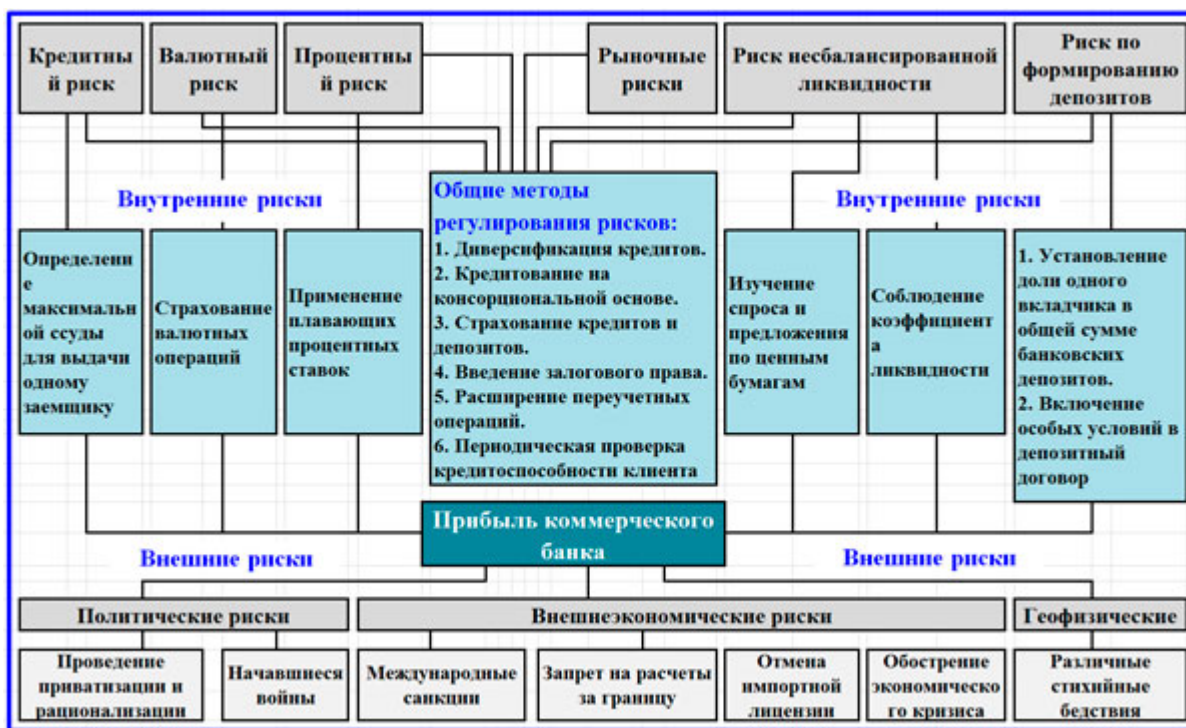 Кредитны
й риск
Валютный
риск
Процентны
й риск
Рыночные
риски
Риск несбалансированной
ликвидности
Риск по
формированию
депозитов
Внутренние риски
Внутренние риски
Определени
е
максимальн
ой ссуды
для выдачи
одному
заемщику
Страхование
валютных
операций
Применение
плавающих
процентных
ставок
Общие методы
регулирования рисков:
1. Диверсификация кредитов.
2. Кредитование на
консорциональной основе.
3. Страхование кредитов и
депозитов.
4. Введение залогового права.
5. Расширение переучетных
операций.
6. Периодическая проверка
кредитоспособности клиента
Изучение
спроса и
предложения
по ценным
бумагам
Соблюдение
коэффициент
а
ликвидности
1. Установление
доли одного
вкладчика в
общей сумме
банковских
депозитов.
2. Включение
особых условий в
депозитный
договор
Прибыль коммерческого
банка
Внешние риски
Внешние риски
Политические риски
Внешнеэкономические риски
Геофизические
Проведение
приватизации и
рационализации
Начавшиеся
войны
Международные
санкции
Запрет на расчеты
за границу
Отмена
импортной
лицензии
Обострение
экономическо
го кризиса
Различные
стихийные
бедствия